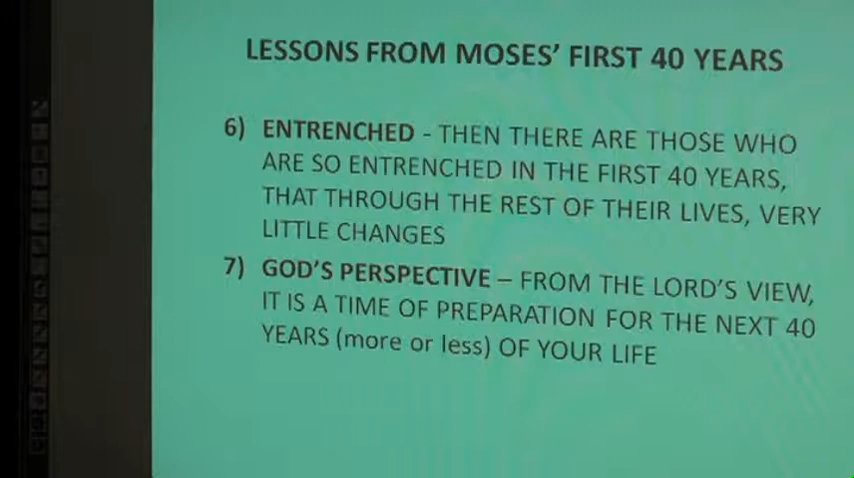 LESSONS FROM MOSES' FIRST 40 YEARS
6) ENTRENCHED - THEN THERE ARE THOSE WHO
ARE SO ENTRENCHED IN THE FIRST 40 YEARS,
THAT THROUGH THE REST OF THEIR LIVES, VERY
LITTLE CHANGES
7) GOD'S PERSPECTIVE – FROM THE LORD'S VIEW,
IT IS A TIME OF PREPARATION FOR THE NEXT 40
YEARS (more or less) OF YOUR LIFE